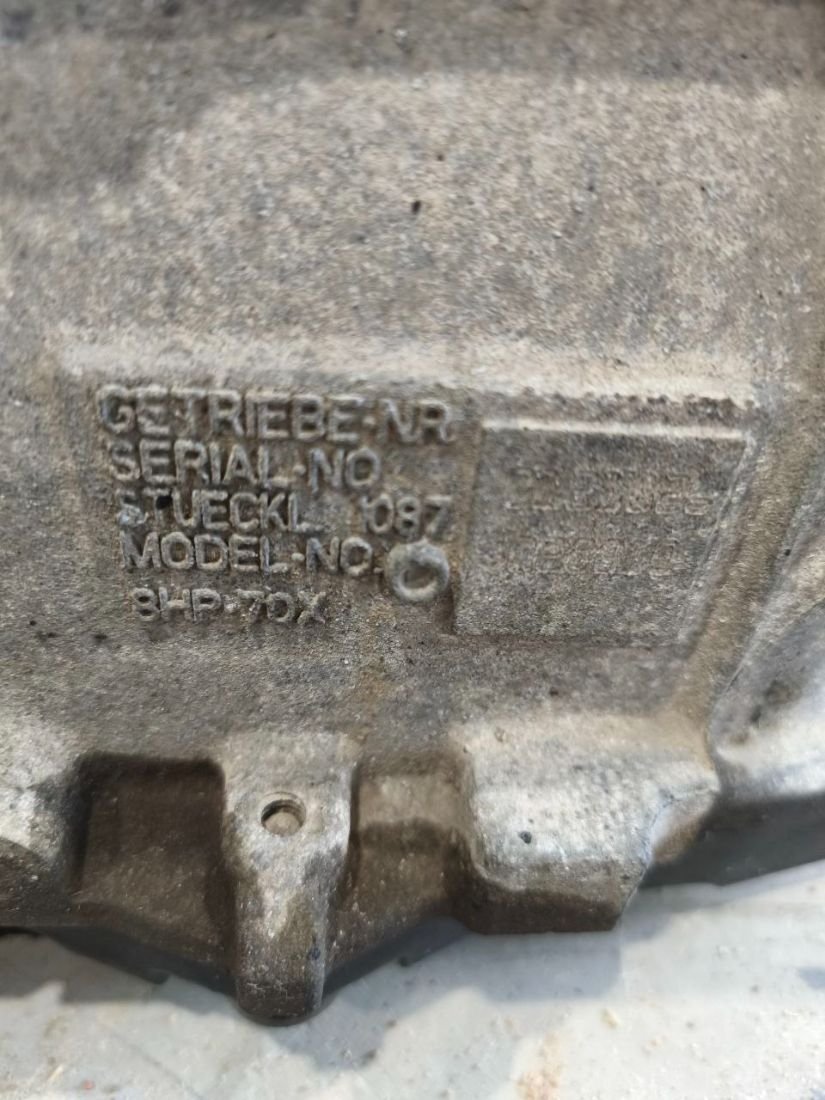 GETRIEBE-NR
SERIAL-NO
STUECKL. 1087
MODEL-NO.
8HP-70X